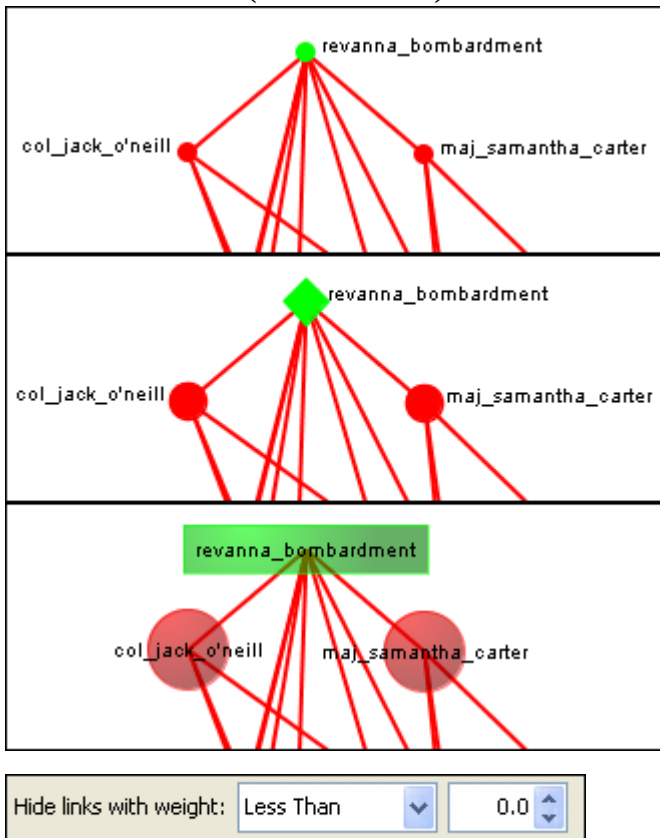 revanna_bombardment
col_jack_o'neill
maj_samantha_carter
revanna_bombardment
col_jack_o'neill
maj_samantha_carter
revanna_bombardment
col_jack_o'neill
maj_samantha_carter
Hide links with weight: Less Than 0.0